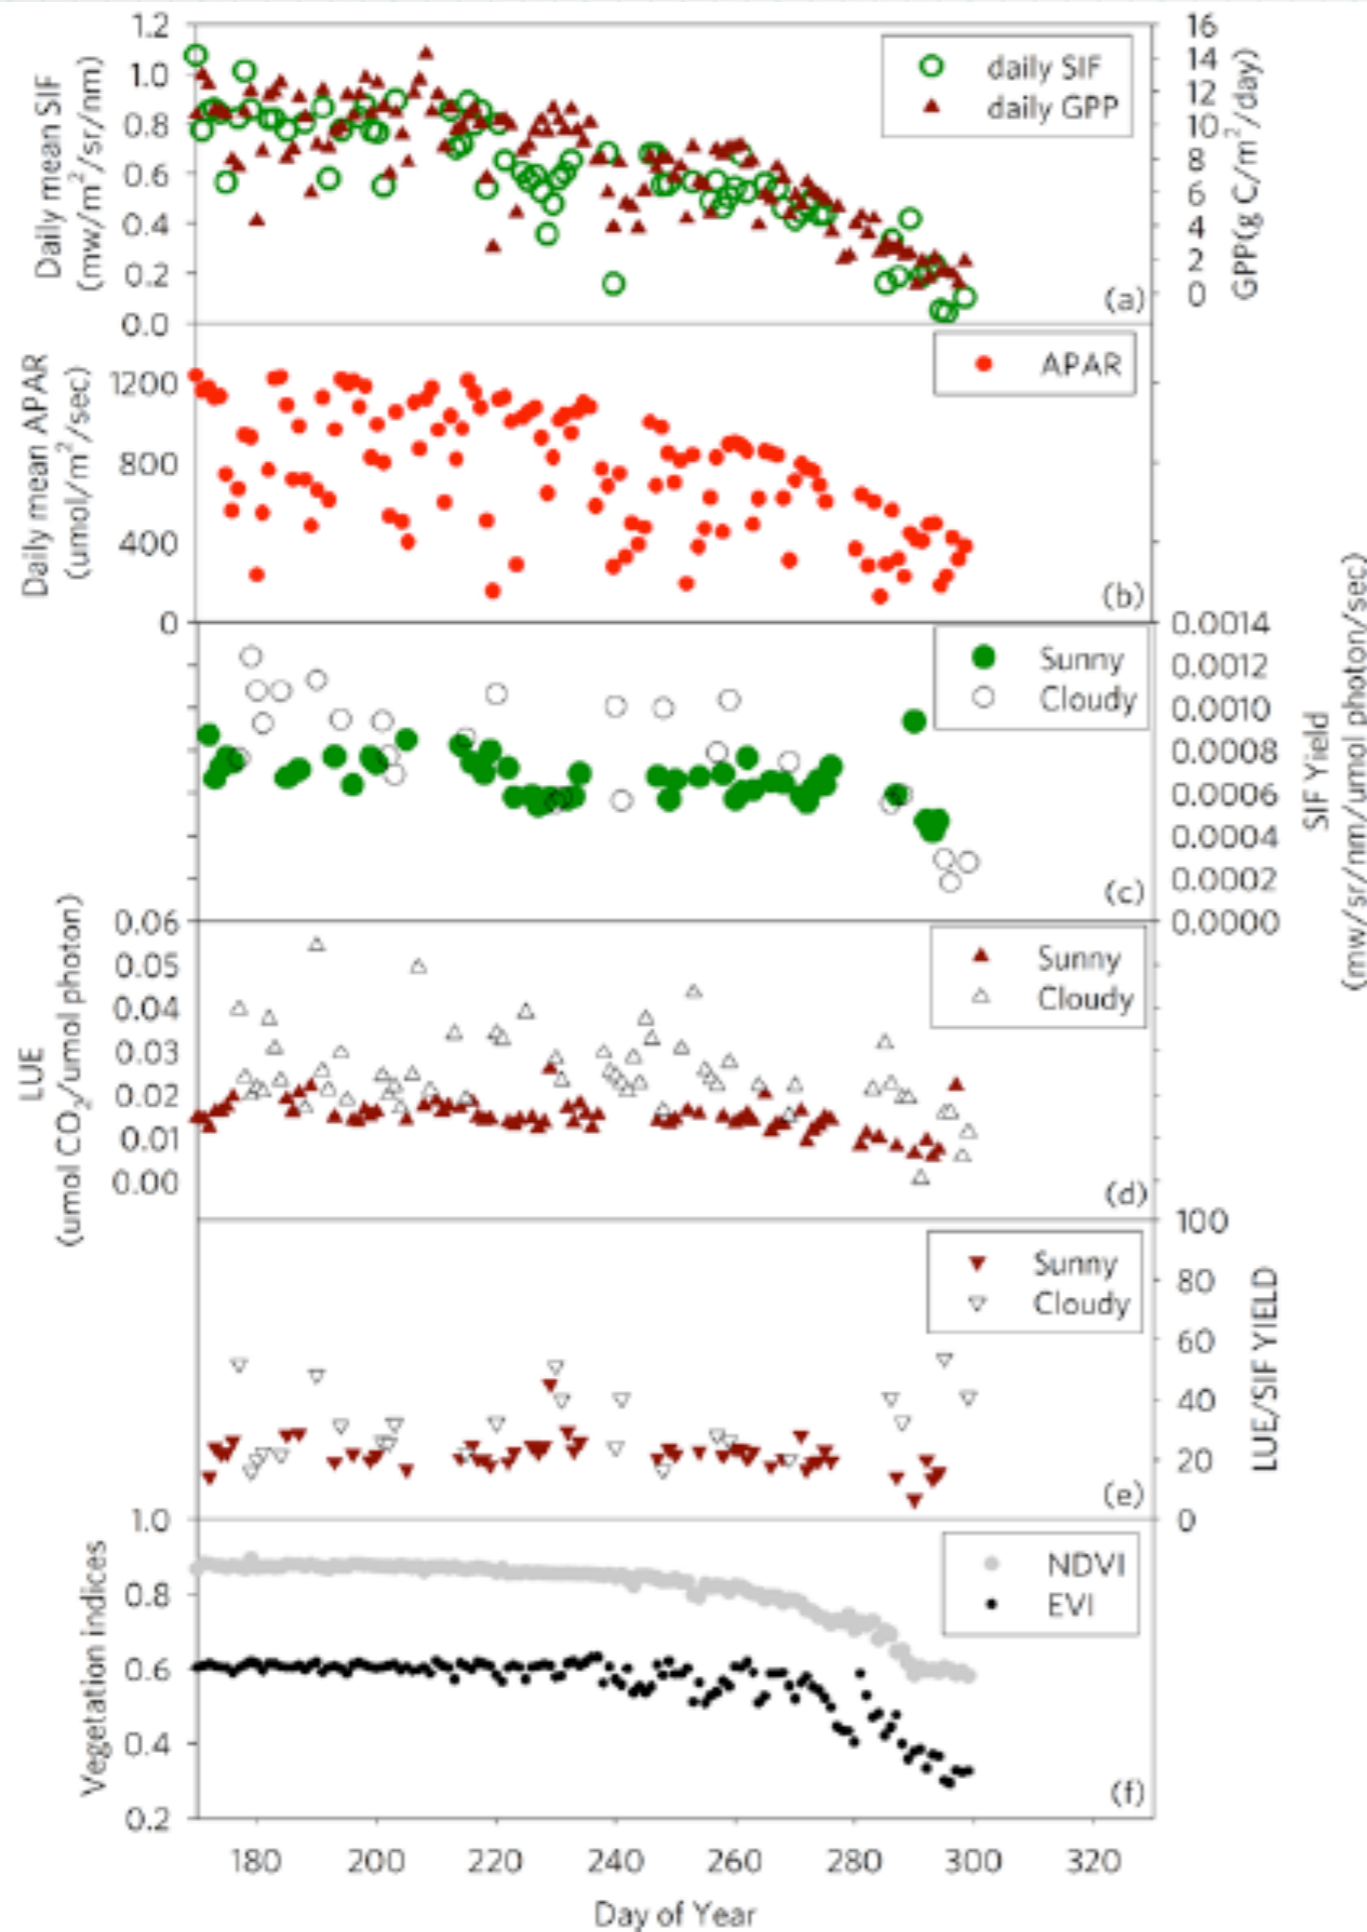 1.2
1.0
0.8
0.6
0.4
0.2
0.0
Daily mean SIF
(mw/m²/sr/nm)
16
14
12
10
8
6
4
2
0
GPP(g C/m²/day)
daily SIF
daily GPP
(a)
1200
800
400
0
Daily mean APAR
(umol/m²/sec)
APAR
(b)
0.0014
0.0012
0.0010
0.0008
0.0006
0.0004
0.0002
0.0000
SIF Yield
(mw/sr/nm/umol photon/sec)
Sunny
Cloudy
(c)
0.06
0.05
0.04
0.03
0.02
0.01
0.00
LUE
(umol CO₂/umol photon)
Sunny
Cloudy
(d)
100
80
60
40
20
0
LUE/SIF YIELD
Sunny
Cloudy
(e)
1.0
0.8
0.6
0.4
0.2
Vegetation indices
NDVI
EVI
(f)
180 200 220 240 260 280 300 320
Day of Year